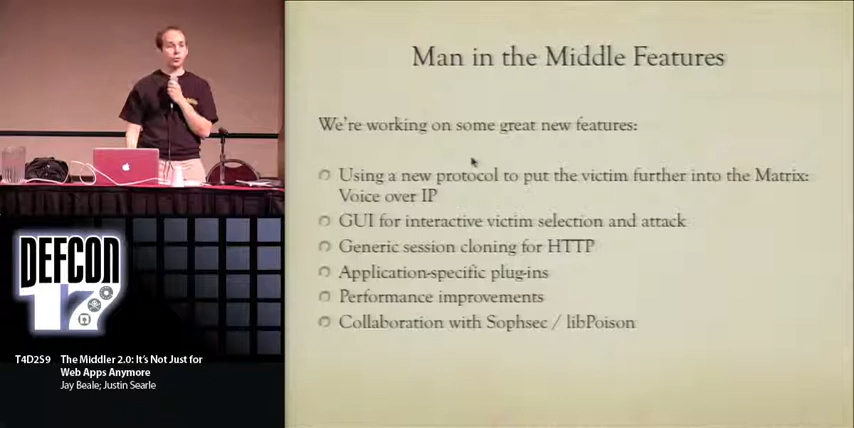 Man in the Middle Features
We're working on some great new features:
Using a new protocol to put the victim further into the Matrix:
Voice over IP
GUI for interactive victim selection and attack
Generic session cloning for HTTP
Application-specific plug-ins
Performance improvements
Collaboration with Sophsec / libPoison
DEFCON
17
T4D2S9 The Middler 2.0: It's Not Just for
Web Apps Anymore
Jay Beale; Justin Searle